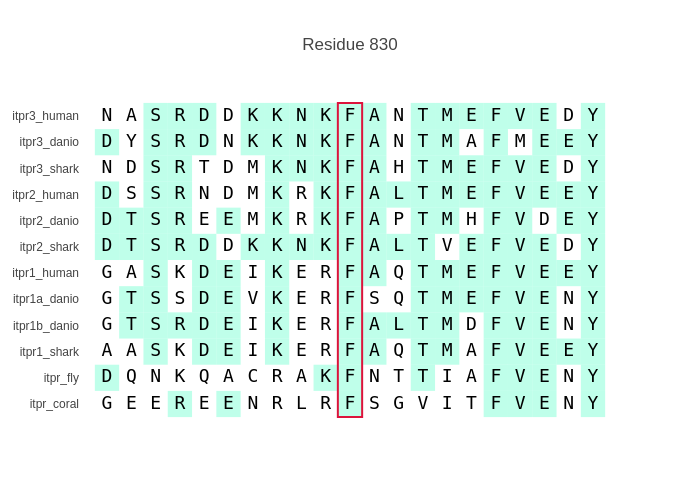 Residue 830
itpr3_human N A S R D D K K N K F A N T M E F V E D Y
itpr3_danio D Y S R D N K K N K F A N T M A F M E E Y
itpr3_shark N D S R T D M K N K F A H T M E F V E D Y
itpr2_human D S S R N D M K R K F A L T M E F V E E Y
itpr2_danio D T S R E E M K R K F A P T M H F V D E Y
itpr2_shark D T S R D D K K N K F A L T V E F V E D Y
itpr1_human G A S K D E I K E R F A Q T M E F V E E Y
itpr1a_danio G T S S D E V K E R F S Q T M E F V E N Y
itpr1b_danio G T S R D E I K E R F A L T M D F V E N Y
itpr1_shark A A S K D E I K E R F A Q T M A F V E E Y
itpr_fly D Q N K Q A C R A K F N T T I A F V E N Y
itpr_coral G E E R E E N R L R F S G V I T F V E N Y